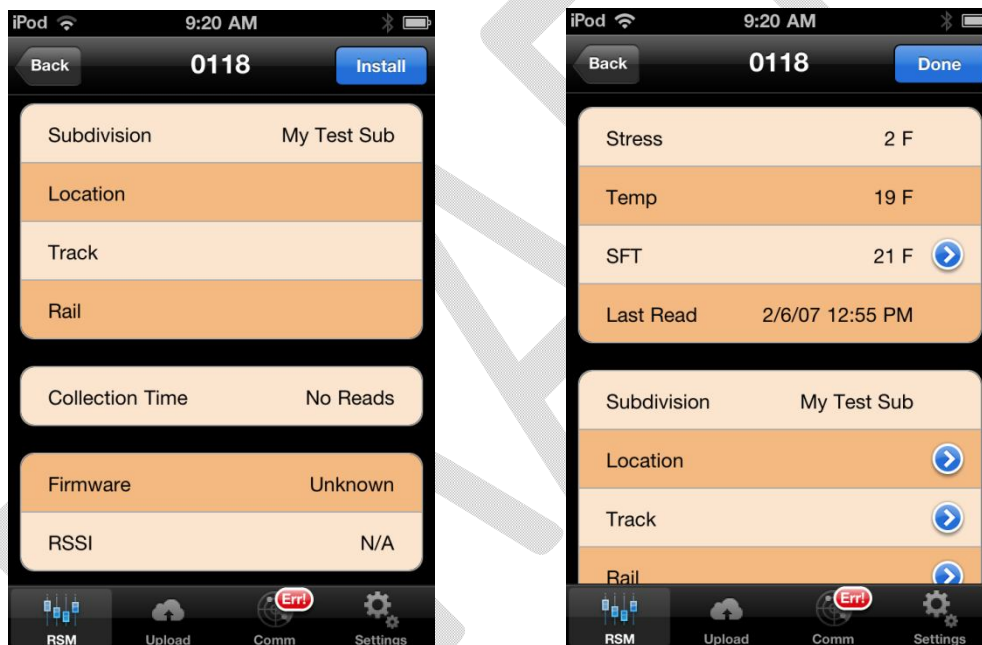 iPod 9:20 AM
Back 0118 Install
Subdivision My Test Sub
Location
Track
Rail
Collection Time No Reads
Firmware Unknown
RSSI N/A
Err!
RSM Upload Comm Settings
iPod 9:20 AM
Back 0118 Done
Stress 2 F
Temp 19 F
SFT 21 F
Last Read 2/6/07 12:55 PM
Subdivision My Test Sub
Location
Track
Rail
Err!
RSM Upload Comm Settings